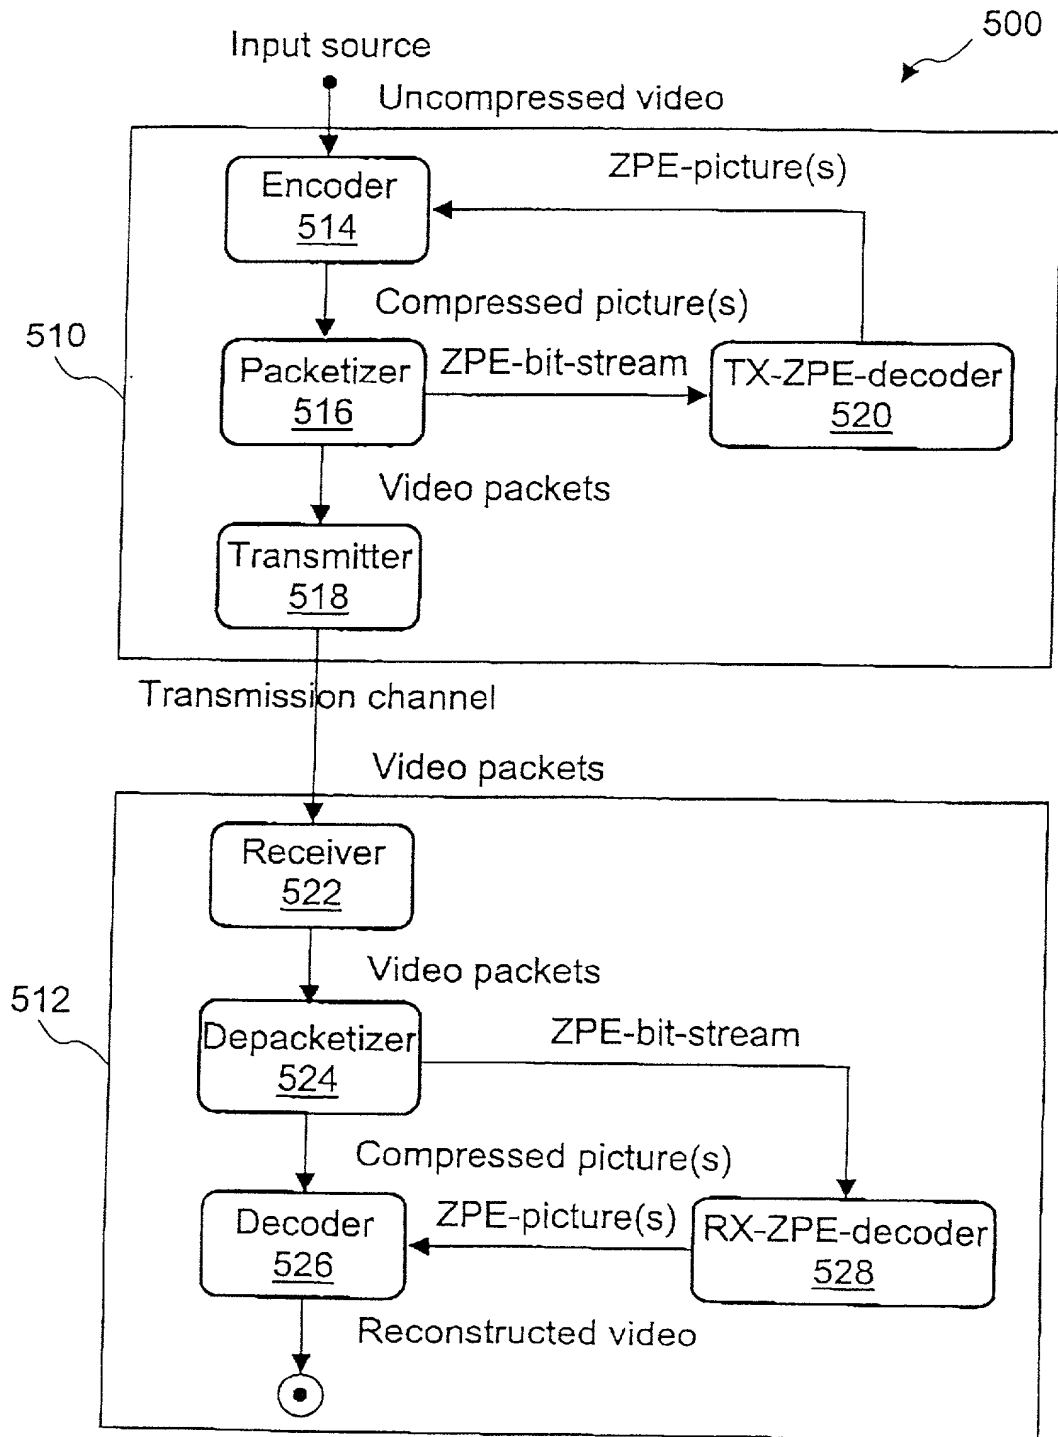 500
Input source
Uncompressed video
ZPE-picture(s)
Encoder
514
Compressed picture(s)
510
Packetizer
516
ZPE-bit-stream
TX-ZPE-decoder
520
Video packets
Transmitter
518
Transmission channel
Video packets
Receiver
522
Video packets
512
Depacketizer
524
ZPE-bit-stream
Compressed picture(s)
Decoder
526
ZPE-picture(s)
RX-ZPE-decoder
528
Reconstructed video